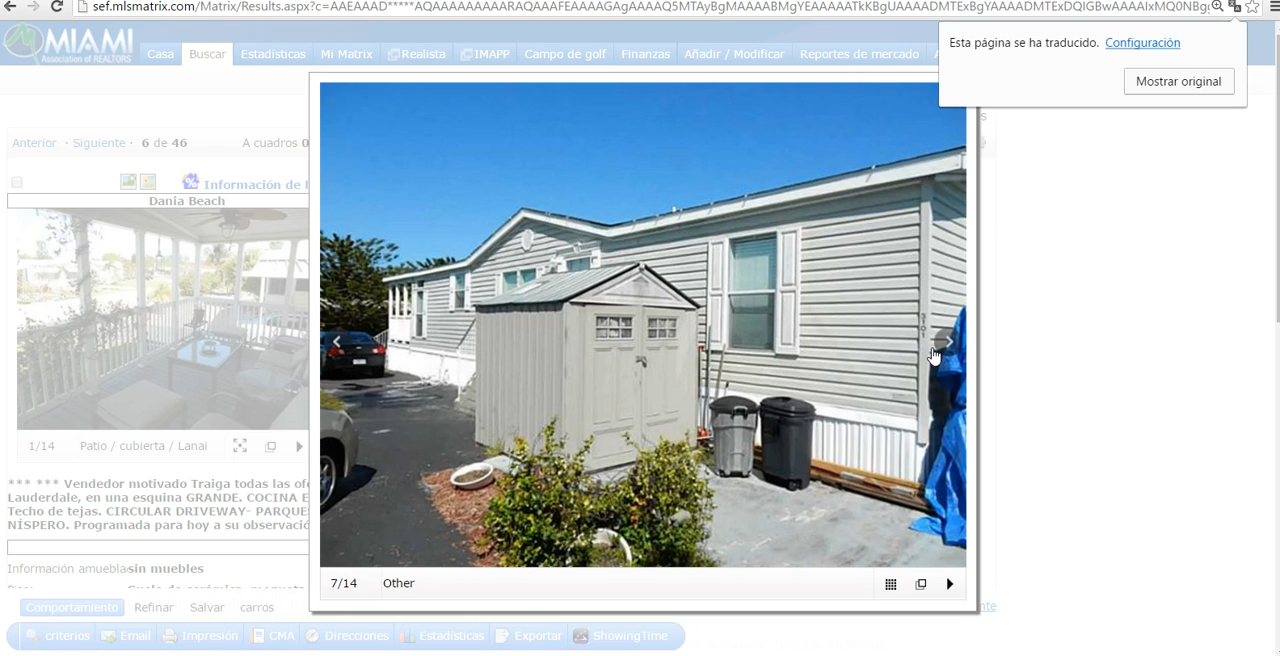 sef.mlsmatrix.com/Matrix/Results.aspx?c=AAEAAAD*****AQAAAAAAAAARAQAAAFEAAAAGAgAAAAQ5MTAyBgMAAAABMgYEAAAAATkKBgUAAAADMTExBgYAAAADMTExDQIGBwAAAAIxMQ0NBg
Esta página se ha traducido. Configuración
Mostrar original
MIAMI
Association of REALTORS
Casa Buscar Estadísticas Mi Matrix Realista IMAPP Campo de golf Finanzas Añadir / Modificar Reportes de mercado
Anterior · Siguiente · 6 de 46 A cuadros 0
Información de l
Dania Beach
3101
1/14 Patio / cubierta / Lanai
*** *** Vendedor motivado Traiga todas las ofe
Lauderdale, en una esquina GRANDE. COCINA E
Techo de tejas. CIRCULAR DRIVEWAY- PARQUE
NÍSPERO. Programada para hoy a su observació
7/14 Other
Información amuebla sin muebles
Comportamiento Refinar Salvar carros
criterios Email Impresión CMA Direcciones Estadísticas Exportar ShowingTime